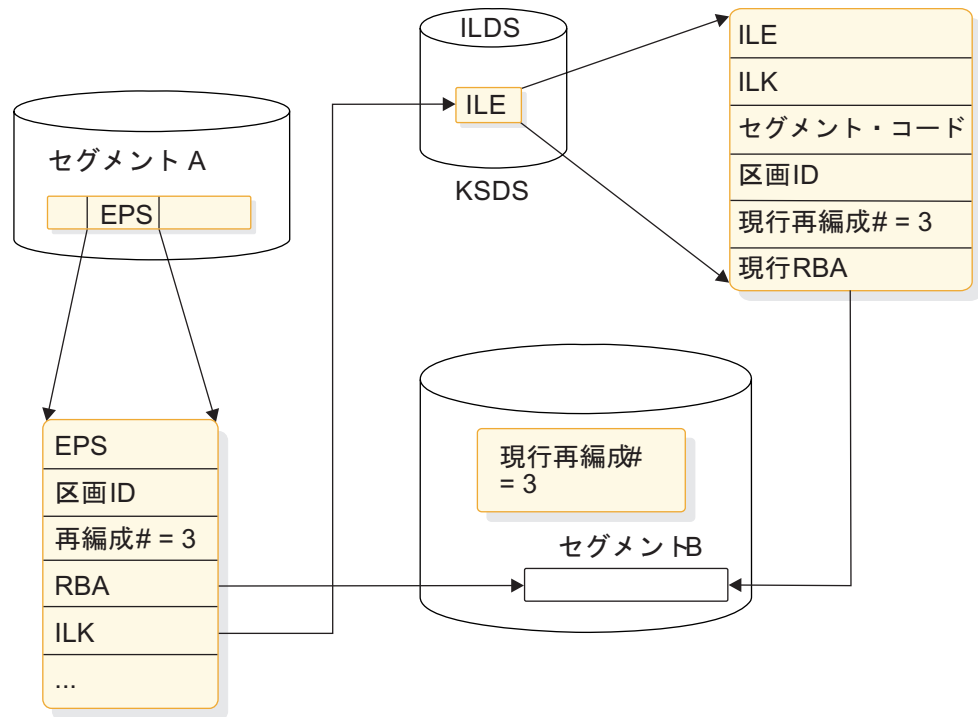 セグメント A
EPS
EPS
区画ID
再編成# = 3
RBA
ILK
...
ILDS
ILE
KSDS
ILE
ILK
セグメント・コード
区画ID
現行再編成# = 3
現行RBA
現行再編成#
= 3
セグメントB